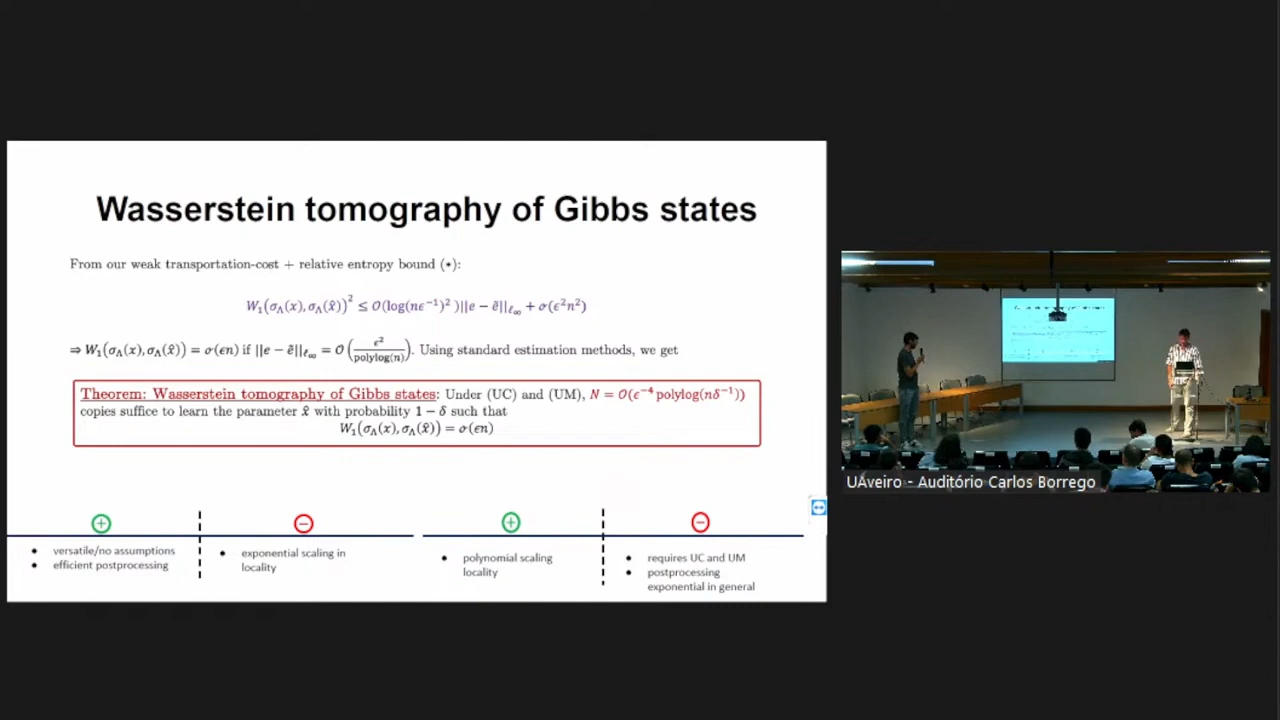 Wasserstein tomography of Gibbs states
From our weak transportation-cost + relative entropy bound (⋆):
W₁(σ_Λ(x), σ_Λ(x̂))² ≤ O(log(nϵ⁻¹)²)||e − ẽ||_ℓ∞ + o(ϵ²n²)
⇒ W₁(σ_Λ(x), σ_Λ(x̂)) = o(ϵn) if ||e − ẽ||_ℓ∞ = O(ϵ²/polylog(n)). Using standard estimation methods, we get
Theorem: Wasserstein tomography of Gibbs states: Under (UC) and (UM), N = O(ϵ⁻⁴ polylog(nδ⁻¹))
copies suffice to learn the parameter x̂ with probability 1 − δ such that
W₁(σ_Λ(x), σ_Λ(x̂)) = o(ϵn)
• versatile/no assumptions
• efficient postprocessing
• exponential scaling in
locality
• polynomial scaling
locality
• requires UC and UM
• postprocessing
exponential in general
UAveiro - Auditório Carlos Borrego